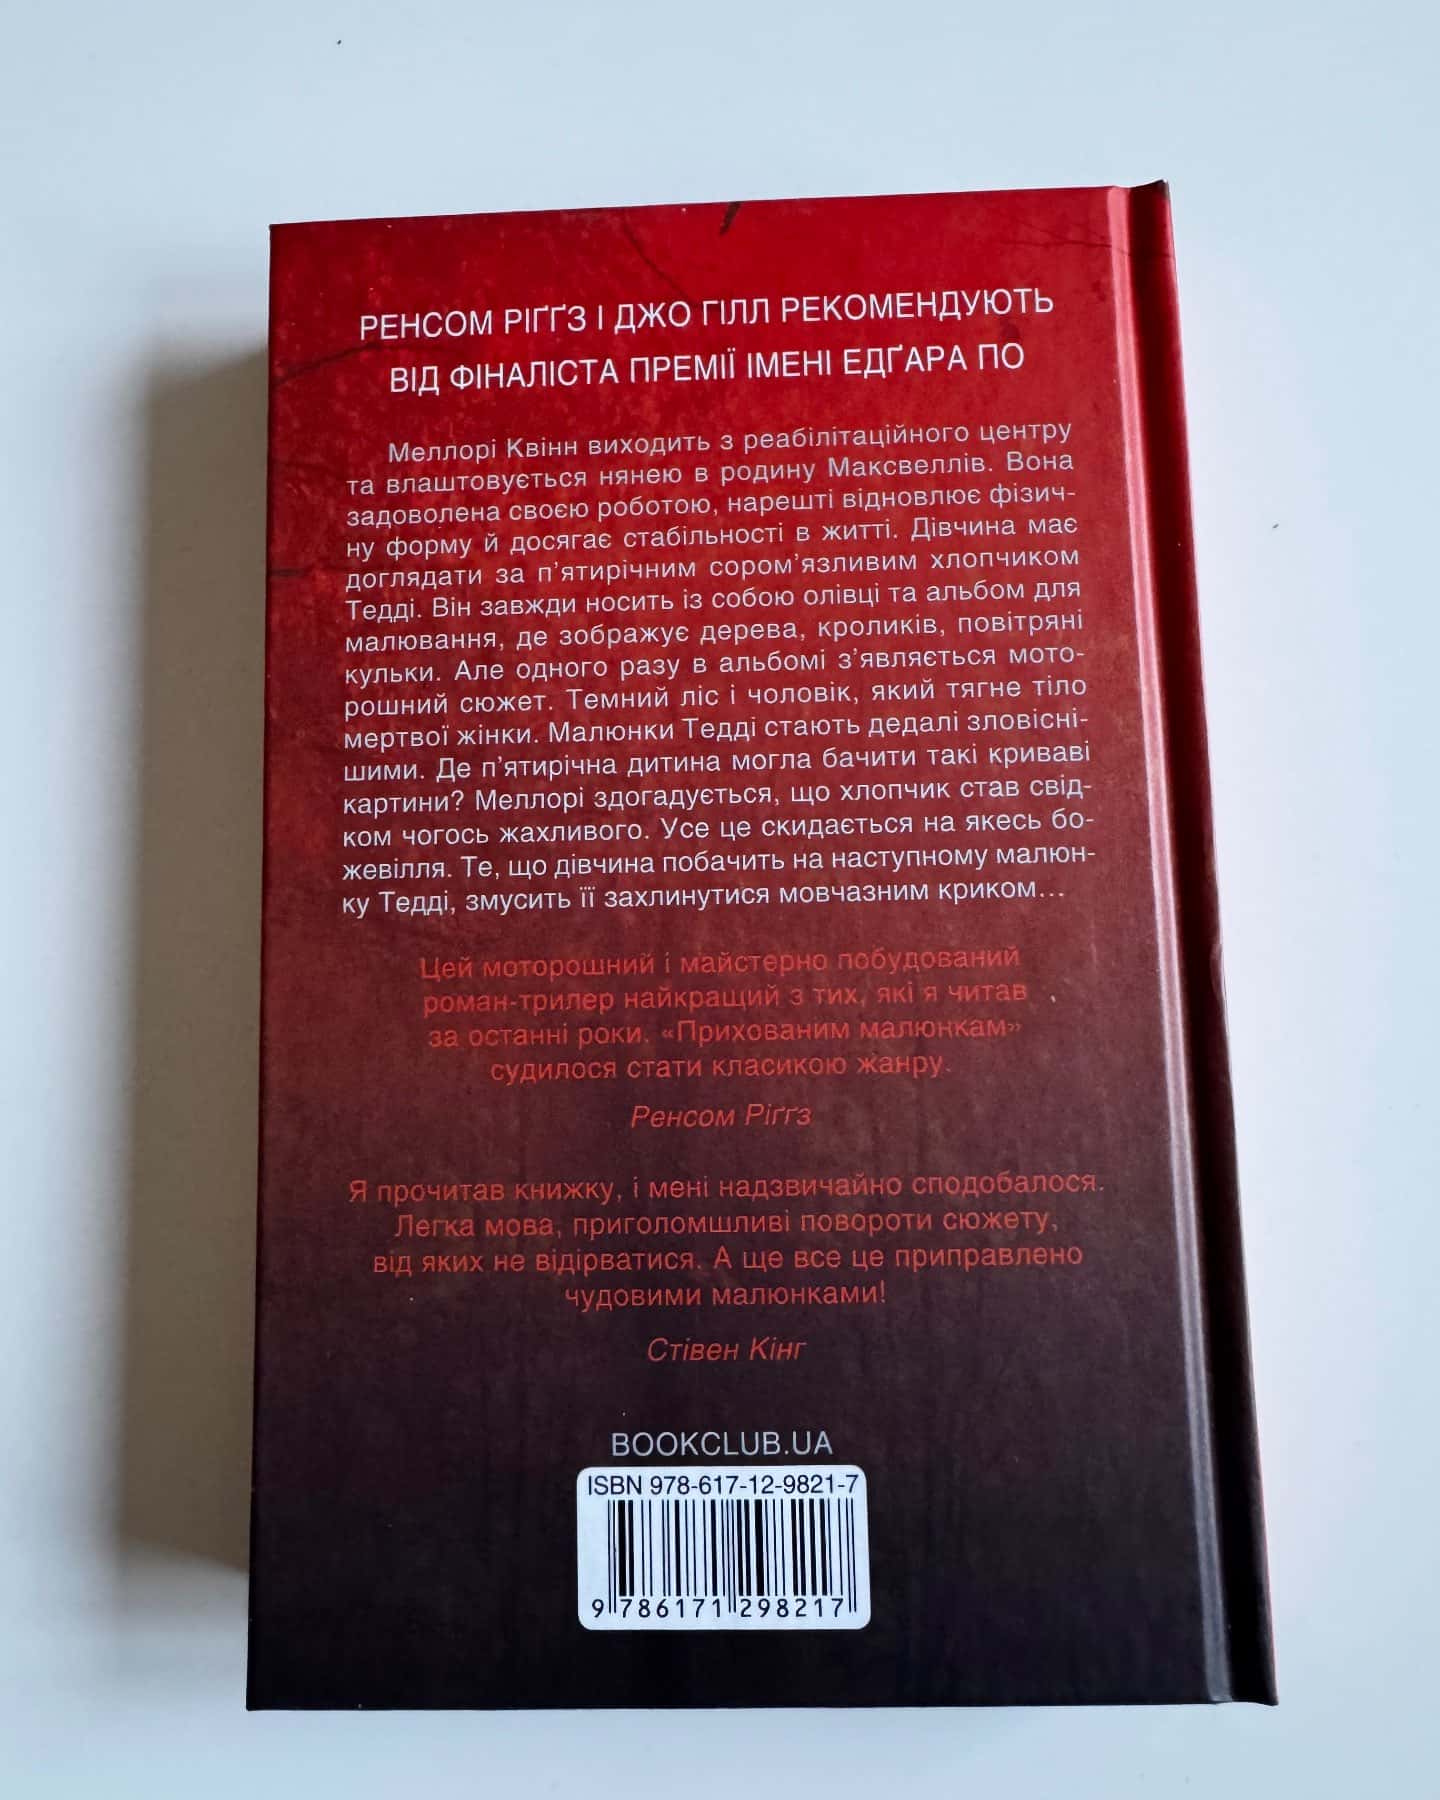 РЕНСОМ РІҐҐЗ І ДЖО ГІЛЛ РЕКОМЕНДУЮТЬ
ВІД ФІНАЛІСТА ПРЕМІЇ ІМЕНІ ЕДҐАРА ПО
Меллорі Квінн виходить з реабілітаційного центру
та влаштовується нянею в родину Максвеллів. Вона
задоволена своєю роботою, нарешті відновлює фізич-
ну форму й досягає стабільності в житті. Дівчина має
доглядати за п'ятирічним сором'язливим хлопчиком
Тедді. Він завжди носить із собою олівці та альбом для
малювання, де зображує дерева, кроликів, повітряні
кульки. Але одного разу в альбомі з'являється мото-
рошний сюжет. Темний ліс і чоловік, який тягне тіло
мертвої жінки. Малюнки Тедді стають дедалі зловісні-
шими. Де п'ятирічна дитина могла бачити такі криваві
картини? Меллорі здогадується, що хлопчик став свід-
ком чогось жахливого. Усе це скидається на якесь бо-
жевілля. Те, що дівчина побачить на наступному малюн-
ку Тедді, змусить її захлинутися мовчазним криком…
Цей моторошний і майстерно побудований
роман-трилер найкращий з тих, які я читав
за останні роки. «Прихованим малюнкам»
судилося стати класикою жанру.
Ренсом Ріґґз
Я прочитав книжку, і мені надзвичайно сподобалося.
Легка мова, приголомшливі повороти сюжету,
від яких не відірватися. А ще все це приправлено
чудовими малюнками!
Стівен Кінг
BOOKCLUB.UA
ISBN 978-617-12-9821-7
9 786171 298217